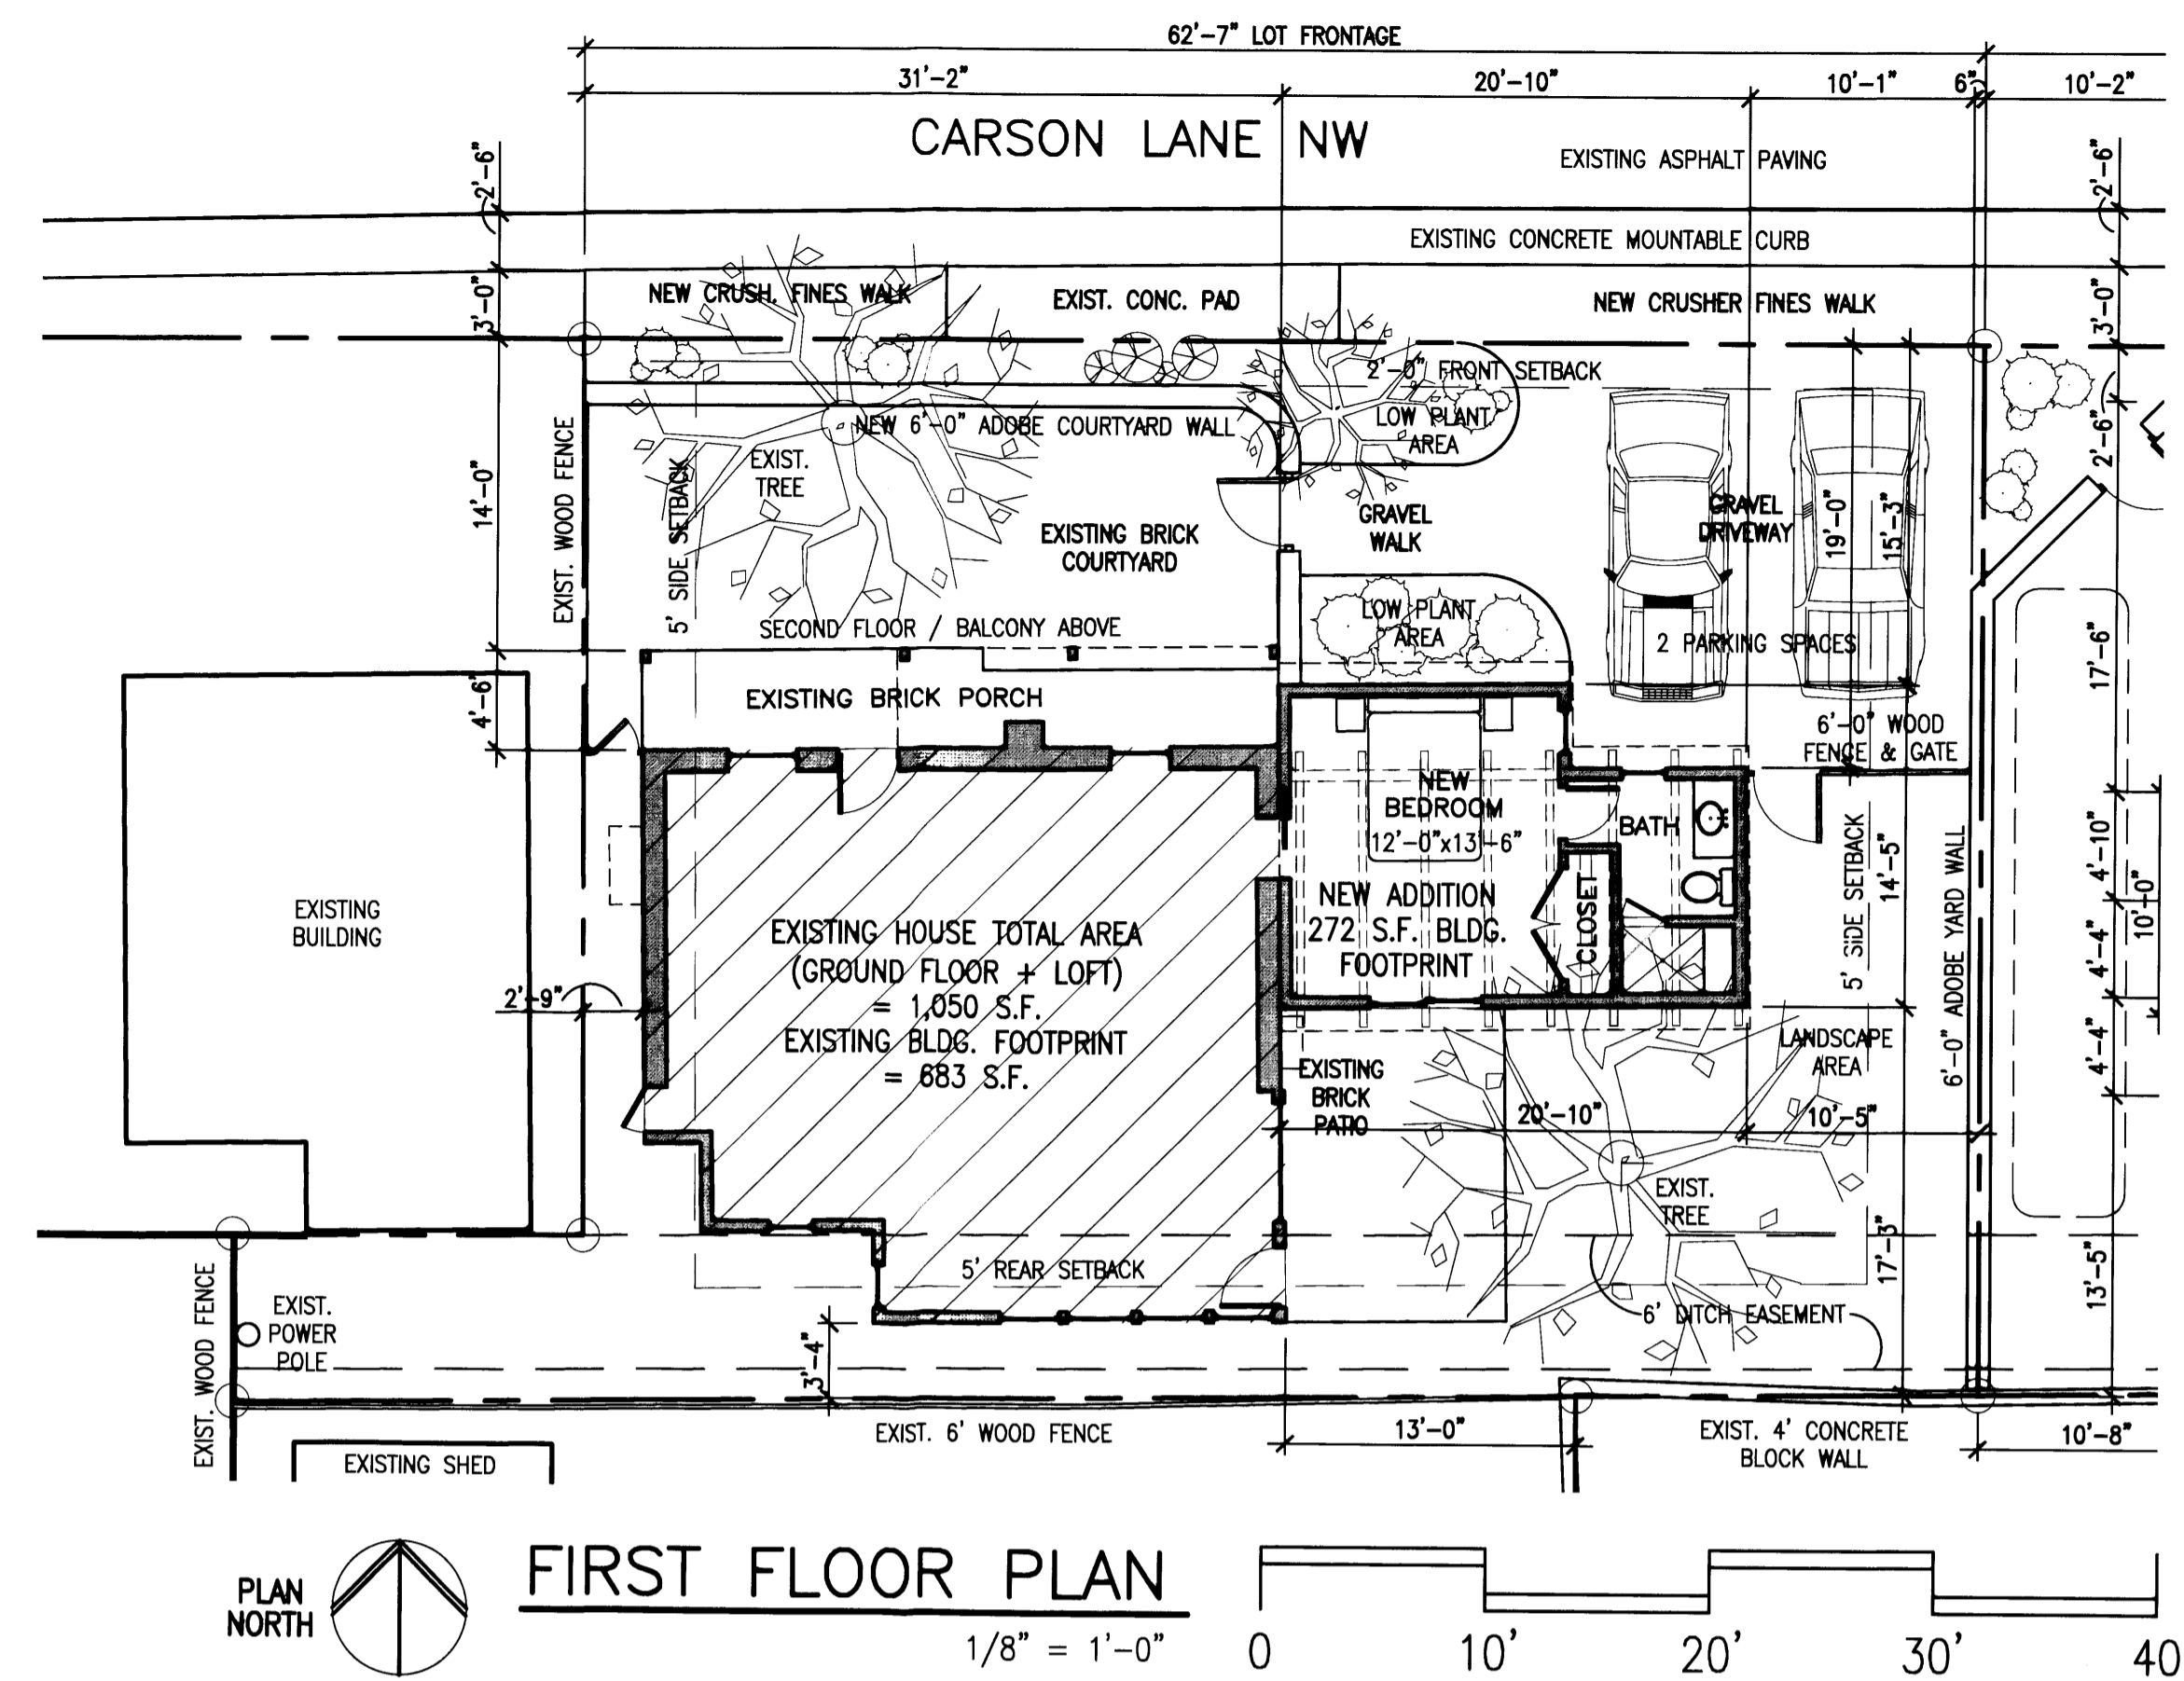 62'-7" LOT FRONTAGE
31'-2"
20'-10"
10'-1"
6"
10'-2"
CARSON LANE NW
EXISTING ASPHALT PAVING
2'-6"
2'-6"
EXISTING CONCRETE MOUNTABLE CURB
3'-0"
NEW CRUSH. FINES WALK
EXIST. CONC. PAD
NEW CRUSHER FINES WALK
3'-0"
2'-0" FRONT SETBACK
NEW 6'-0" ADOBE COURTYARD WALL
LOW PLANT
AREA
2'-6"
EXIST. WOOD FENCE
14'-0"
5' SIDE SETBACK
EXIST.
TREE
EXISTING BRICK
COURTYARD
GRAVEL
WALK
GRAVEL
DRIVEWAY
19'-0"
15'-3"
SECOND FLOOR / BALCONY ABOVE
LOW PLANT
AREA
2 PARKING SPACES
17'-6"
4'-6"
EXISTING BRICK PORCH
6'-0" WOOD
FENCE & GATE
NEW
BEDROOM
12'-0"x13'-6"
BATH
EXISTING
BUILDING
NEW ADDITION
272 S.F. BLDG.
FOOTPRINT
CLOSET
5' SIDE SETBACK
14'-5"
6'-0" ADOBE YARD WALL
4'-10"
10'-0"
4'-4"
4'-4"
EXISTING HOUSE TOTAL AREA
(GROUND FLOOR + LOFT)
= 1,050 S.F.
EXISTING BLDG. FOOTPRINT
= 683 S.F.
2'-9"
EXISTING
BRICK
PATIO
LANDSCAPE
AREA
20'-10"
10'-5"
EXIST.
TREE
17'-3"
13'-5"
5' REAR SETBACK
6' DITCH EASEMENT
EXIST. WOOD FENCE
EXIST.
POWER
POLE
3'-4"
EXIST. 6' WOOD FENCE
13'-0"
EXIST. 4' CONCRETE
BLOCK WALL
10'-8"
EXISTING SHED
PLAN
NORTH
FIRST FLOOR PLAN
1/8" = 1'-0"
0
10'
20'
30'
40